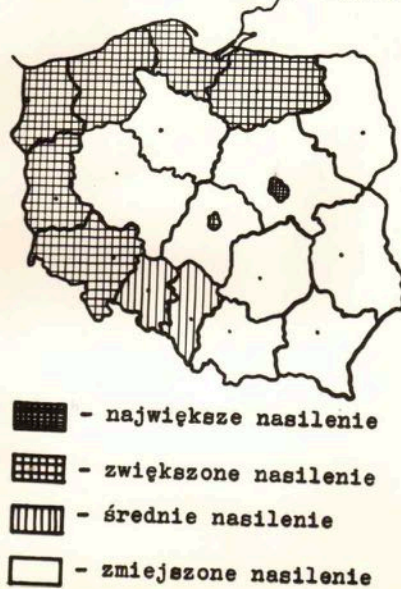 - największe nasilenie
- zwiększone nasilenie
- średnie nasilenie
- zmiejszone nasilenie